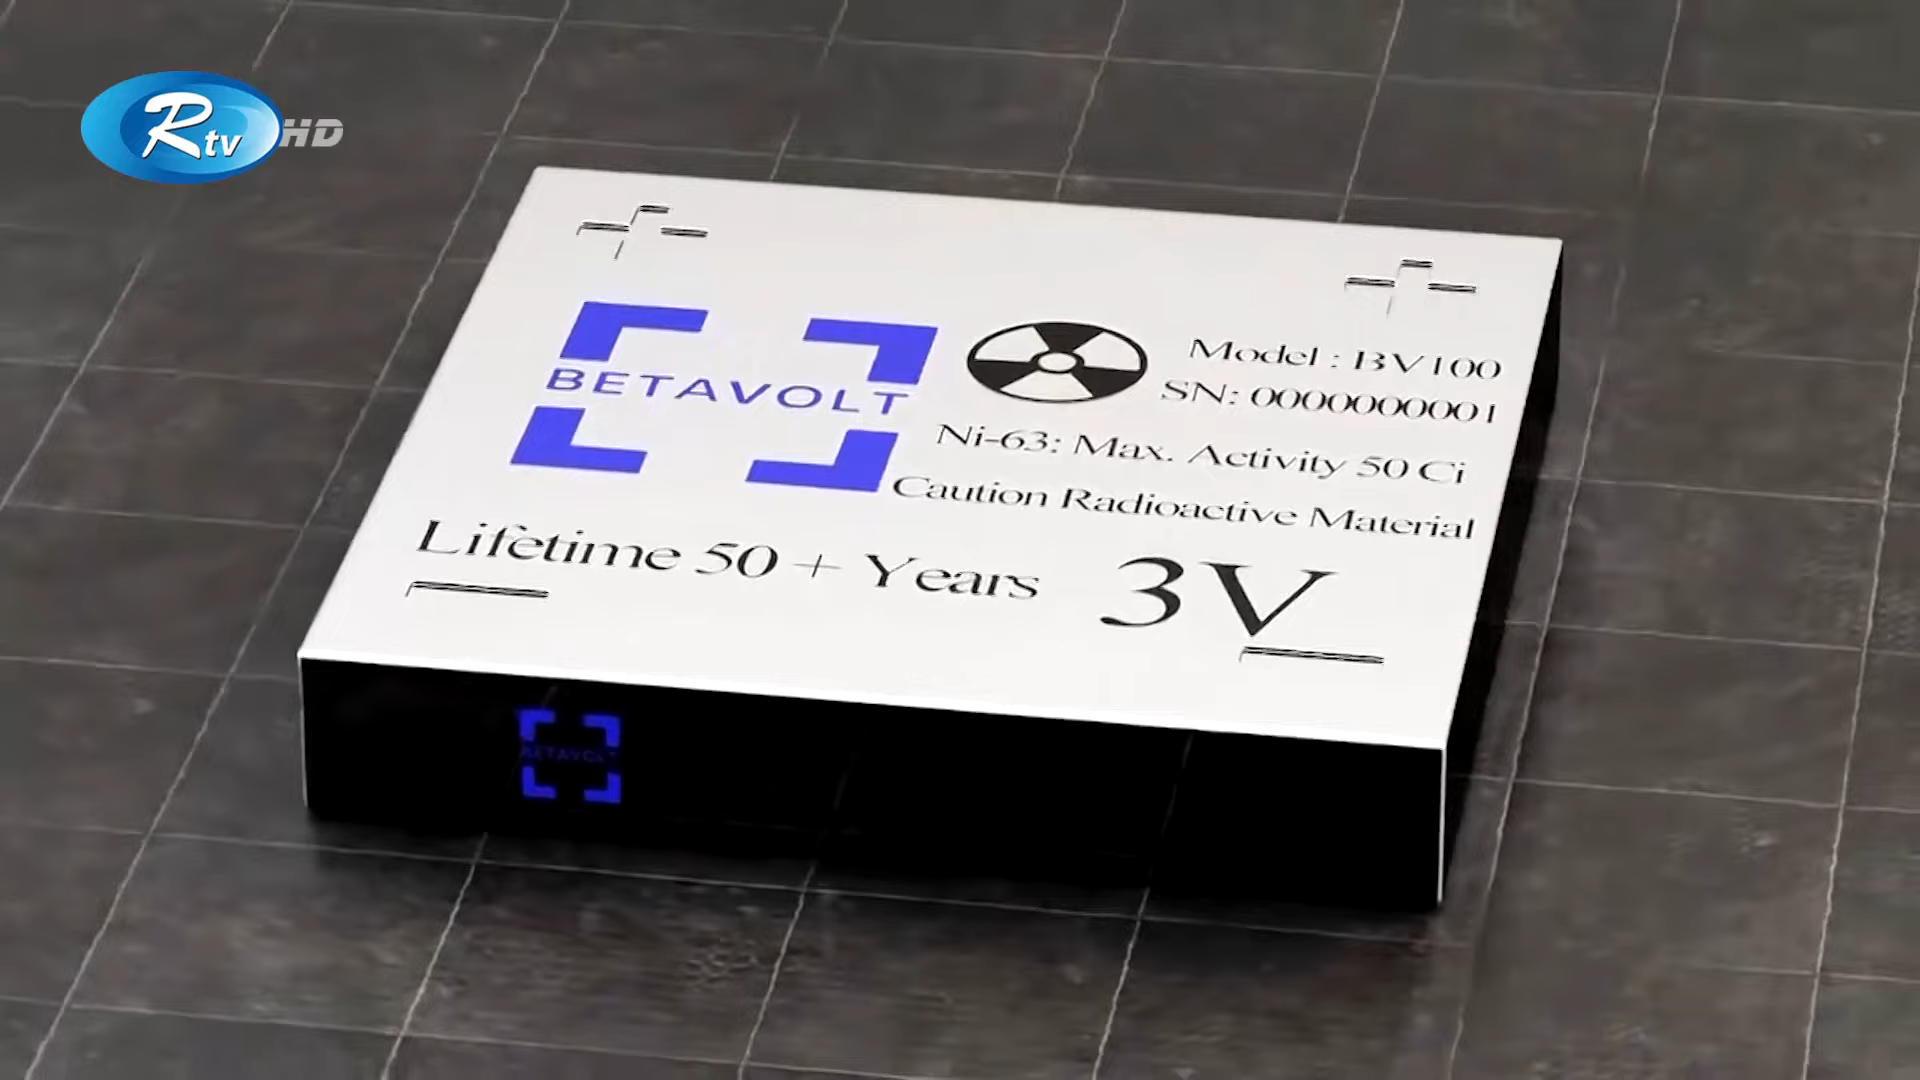 Rtv HD
BETAVOLT
Model : BV100
SN: 0000000001
Ni-63: Max. Activity 50 Ci
Caution Radioactive Material
Lifetime 50 + Years
3V
BETAVOLT